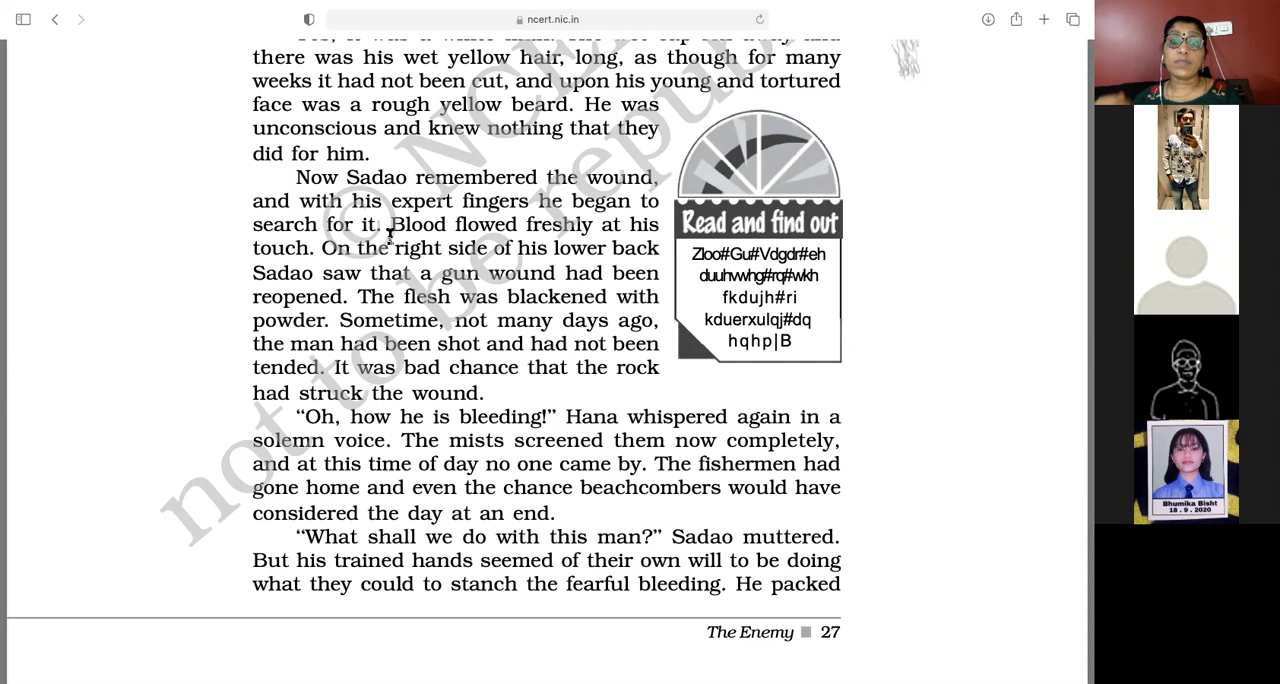 ncert.nic.in
there was his wet yellow hair, long, as though for many
weeks it had not been cut, and upon his young and tortured
face was a rough yellow beard. He was
unconscious and knew nothing that they
did for him.
Now Sadao remembered the wound,
and with his expert fingers he began to
search for it. Blood flowed freshly at his
touch. On the right side of his lower back
Sadao saw that a gun wound had been
reopened. The flesh was blackened with
powder. Sometime, not many days ago,
the man had been shot and had not been
tended. It was bad chance that the rock
had struck the wound.
Read and find out
Zloo#Gu#Vdgdr#eh
duuhvwhg#rq#wkh
fkdujh#ri
kduerxulqj#dq
hqhp|B
“Oh, how he is bleeding!” Hana whispered again in a
solemn voice. The mists screened them now completely,
and at this time of day no one came by. The fishermen had
gone home and even the chance beachcombers would have
considered the day at an end.
“What shall we do with this man?” Sadao muttered.
But his trained hands seemed of their own will to be doing
what they could to stanch the fearful bleeding. He packed
The Enemy 27
© NCE
not to be republ
Bhumika Bisht
18 . 9 . 2020